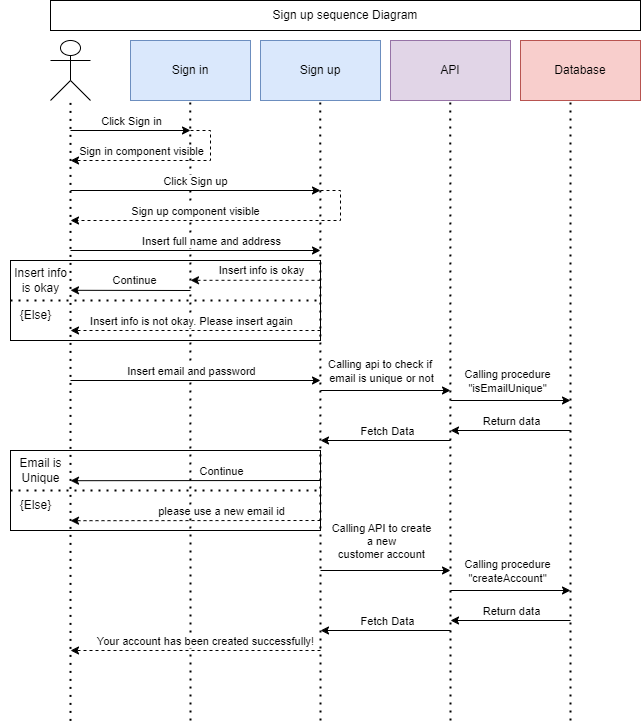 Sign up sequence Diagram
Sign in
Sign up
API
Database
Click Sign in
Sign in component visible
Click Sign up
Sign up component visible
Insert full name and address
Insert info
is okay
Continue
Insert info is okay
{Else}
Insert info is not okay. Please insert again
Insert email and password
Calling api to check if
email is unique or not
Calling procedure
"isEmailUnique"
Return data
Fetch Data
Email is
Unique
Continue
{Else}
please use a new email id
Calling API to create
a new
customer account
Calling procedure
"createAccount"
Return data
Fetch Data
Your account has been created successfully!